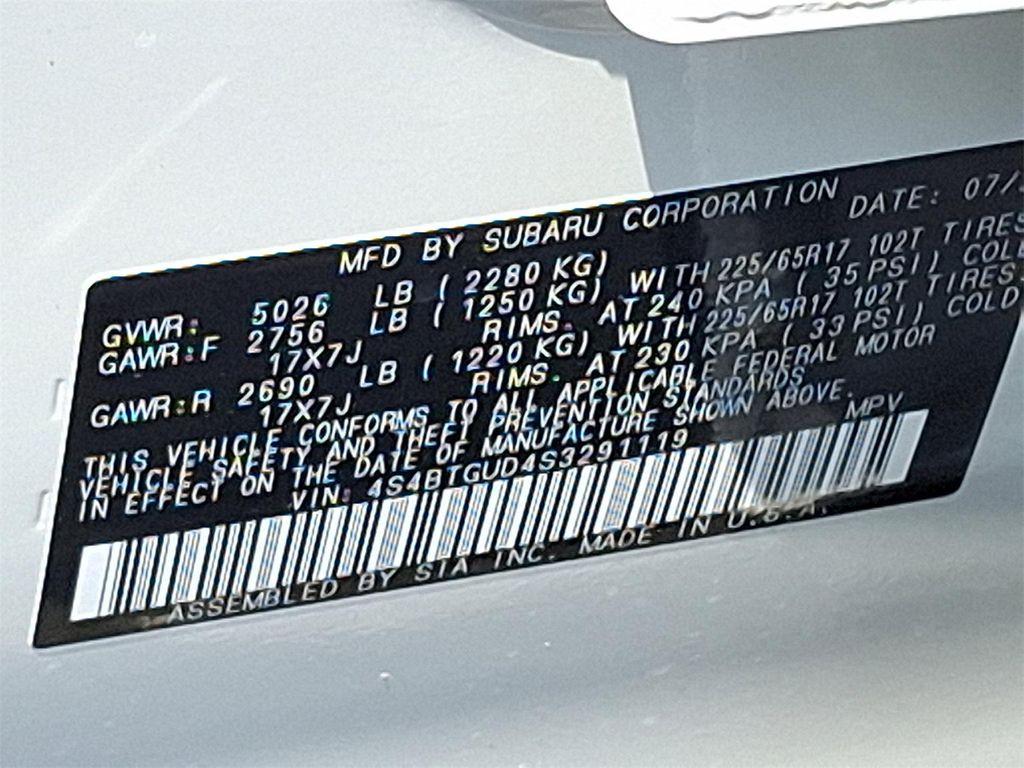 MFD BY SUBARU CORPORATION DATE: 07/
GVWR: 5026 LB ( 2280 KG)
GAWR:F 2756 LB ( 1250 KG) WITH 225/65R17 102T TIRES
17X7J RIMS. AT 240 KPA ( 35 PSI) COLD
GAWR:R 2690 LB ( 1220 KG) WITH 225/65R17 102T TIRES
17X7J RIMS. AT 230 KPA ( 33 PSI) COLD
THIS VEHICLE CONFORMS TO ALL APPLICABLE FEDERAL MOTOR
VEHICLE SAFETY AND THEFT PREVENTION STANDARDS
IN EFFECT ON THE DATE OF MANUFACTURE SHOWN ABOVE.
VIN: 4S4BTGUD4S3291119 MPV
ASSEMBLED BY SIA INC. MADE IN U.S.A.